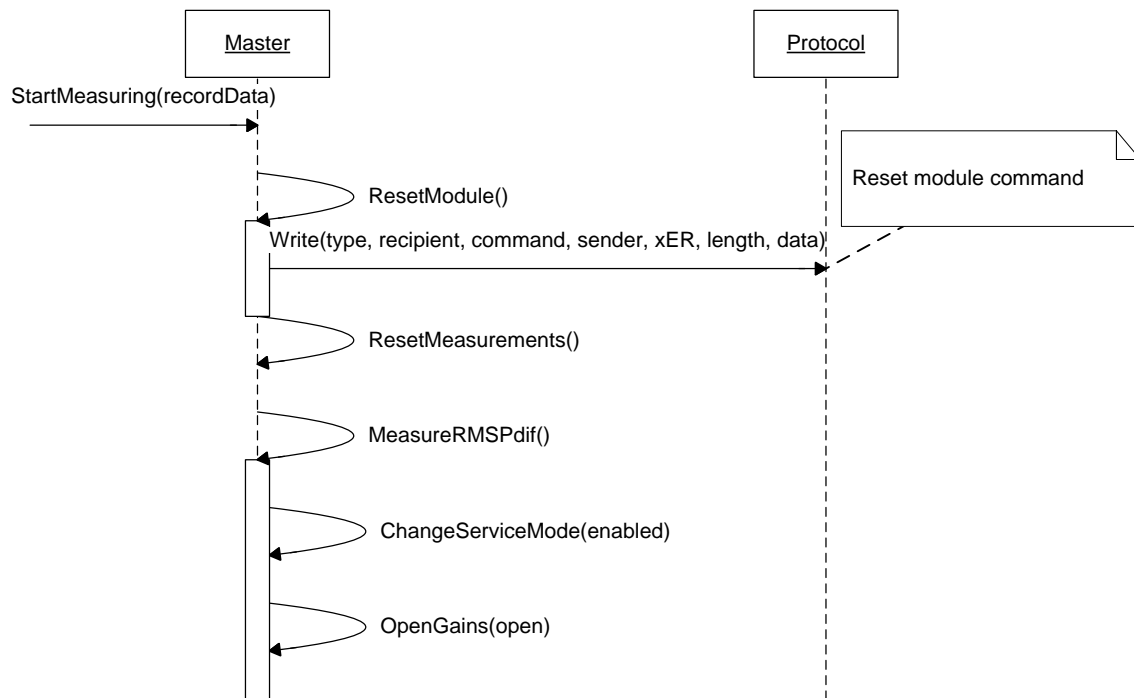 Master
Protocol
StartMeasuring(recordData)
Reset module command
ResetModule()
Write(type, recipient, command, sender, xER, length, data)
ResetMeasurements()
MeasureRMSPdif()
ChangeServiceMode(enabled)
OpenGains(open)